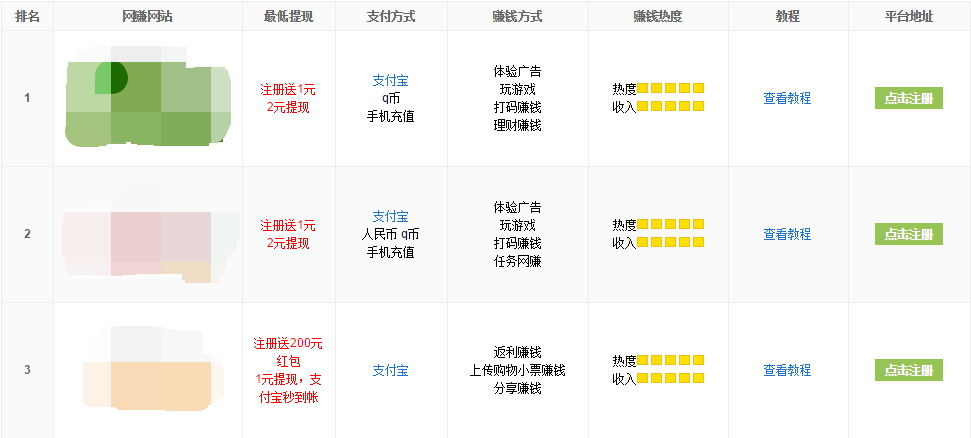 排名 网赚网站 最低提现 支付方式 赚钱方式 赚钱热度 教程 平台地址
1
注册送1元
2元提现
支付宝
q币
手机充值
体验广告
玩游戏
打码赚钱
理财赚钱
热度
收入
查看教程
点击注册
2
注册送1元
2元提现
支付宝
人民币 q币
手机充值
体验广告
玩游戏
打码赚钱
任务网赚
热度
收入
查看教程
点击注册
3
注册送200元
红包
1元提现，支
付宝秒到帐
支付宝
返利赚钱
上传购物小票赚钱
分享赚钱
热度
收入
查看教程
点击注册